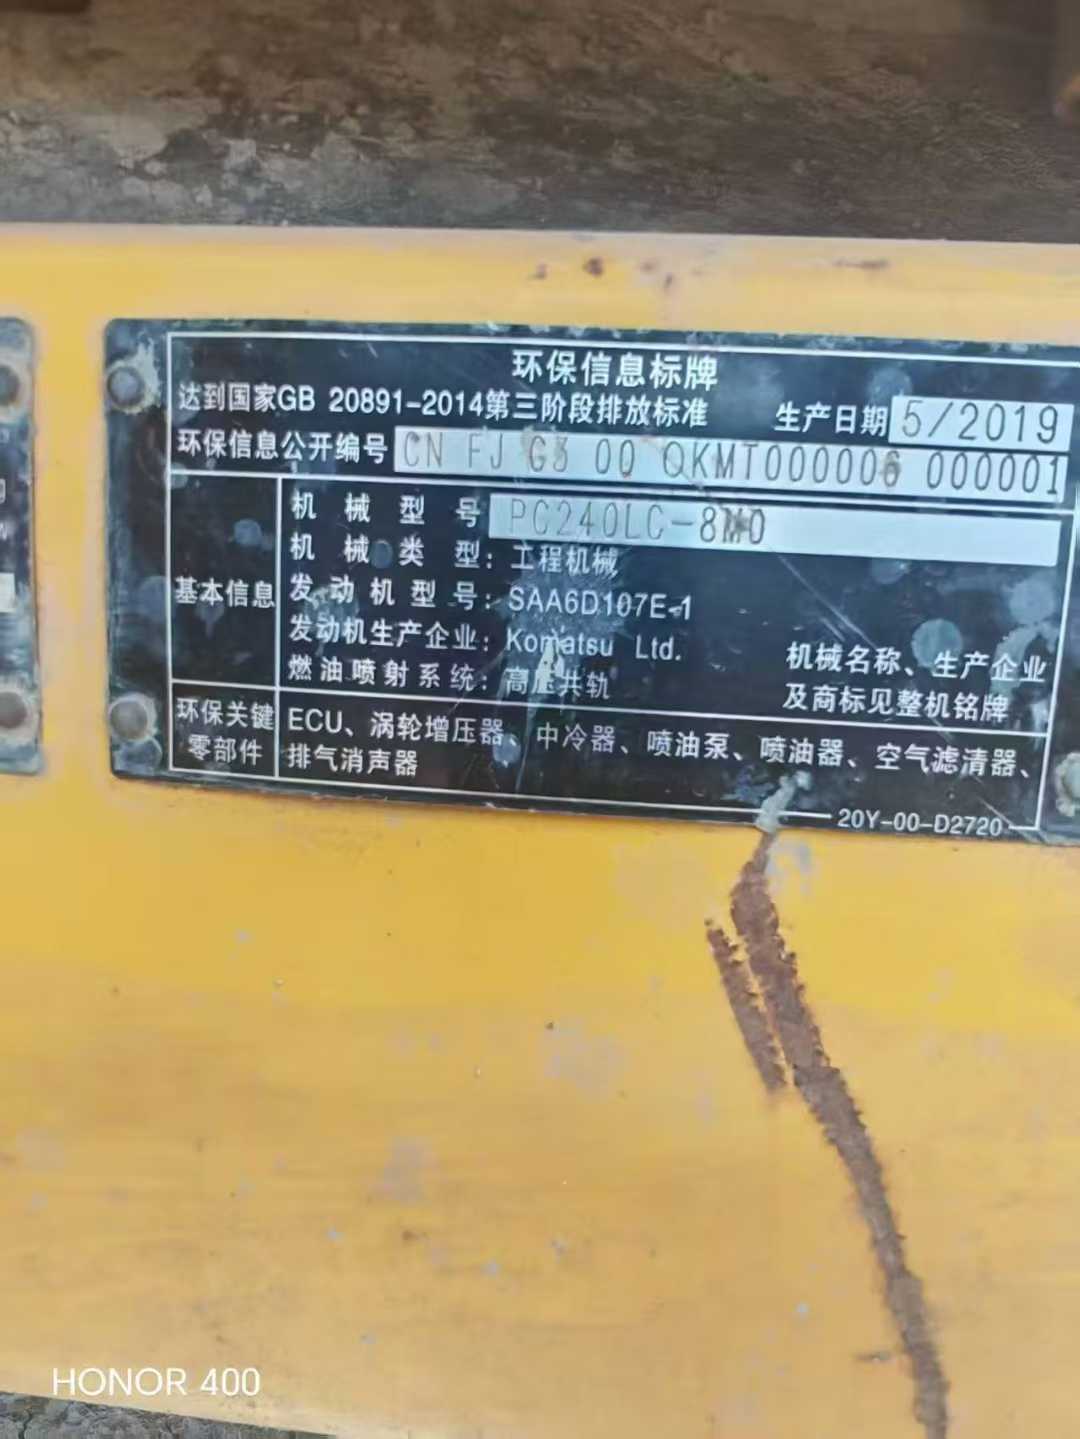 环保信息标牌
达到国家GB 20891-2014第三阶段排放标准 生产日期 5/2019
环保信息公开编号 CN FJ G3 00 0KMT000006 000001
基本信息
机械型号 PC240LC-8M0
机械类型: 工程机械
发动机型号: SAA6D107E-1
发动机生产企业: Komatsu Ltd.
燃油喷射系统: 高压共轨
机械名称、生产企业
及商标见整机铭牌
环保关键
零部件
ECU、涡轮增压器、中冷器、喷油泵、喷油器、空气滤清器、
排气消声器
20Y-00-D2720
HONOR 400